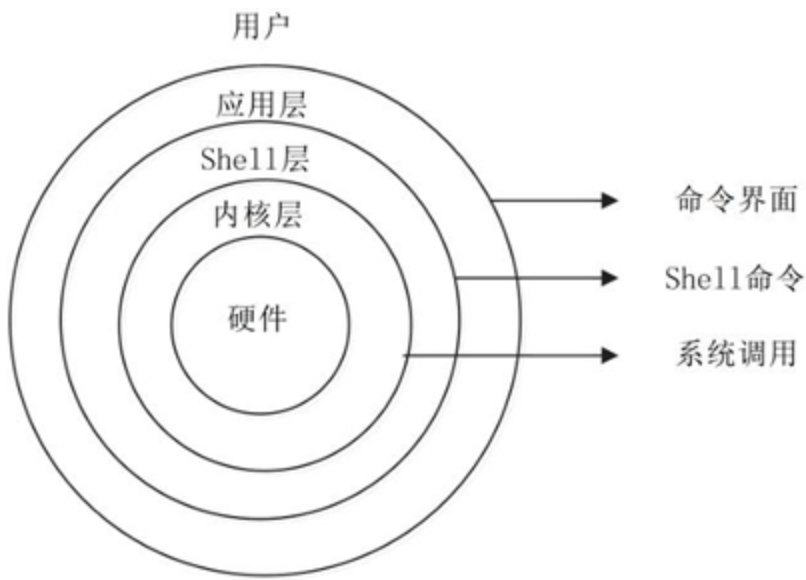 用户
应用层
Shell层
内核层
硬件
命令界面
Shell命令
系统调用